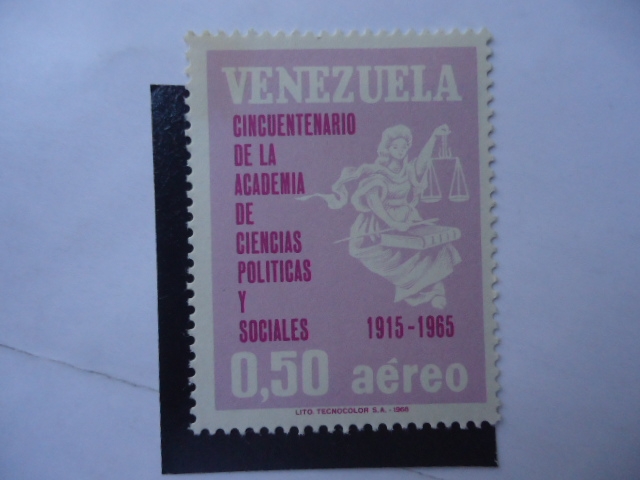 VENEZUELA
CINCUENTENARIO
DE LA
ACADEMIA
DE
CIENCIAS
POLITICAS
Y
SOCIALES
1915-1965
0,50 aéreo
LITO. TECNOCOLOR S.A. - 1966